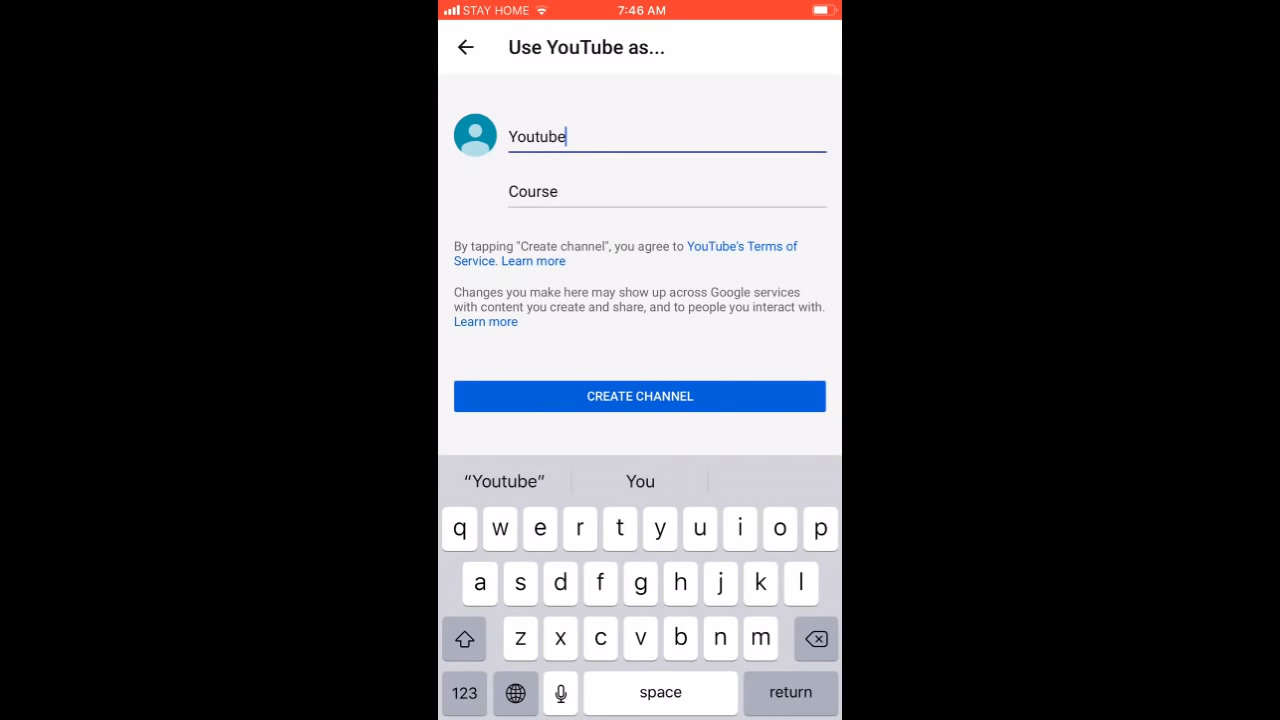 STAY HOME 7:46 AM
Use YouTube as...
Youtube
Course
By tapping "Create channel", you agree to YouTube's Terms of
Service. Learn more
Changes you make here may show up across Google services
with content you create and share, and to people you interact with.
Learn more
CREATE CHANNEL
“Youtube” You
q w e r t y u i o p
a s d f g h j k l
z x c v b n m
123 space return